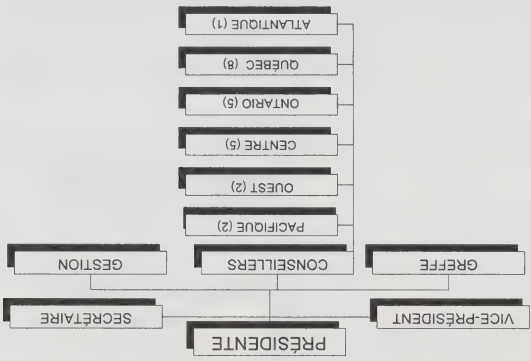 PRÉSIDENTE
VICE-PRÉSIDENT
SECRÉTAIRE
GREFFE
CONSEILLERS
GESTION
PACIFIQUE (2)
OUEST (2)
CENTRE (5)
ONTARIO (5)
QUÉBEC (8)
ATLANTIQUE (1)